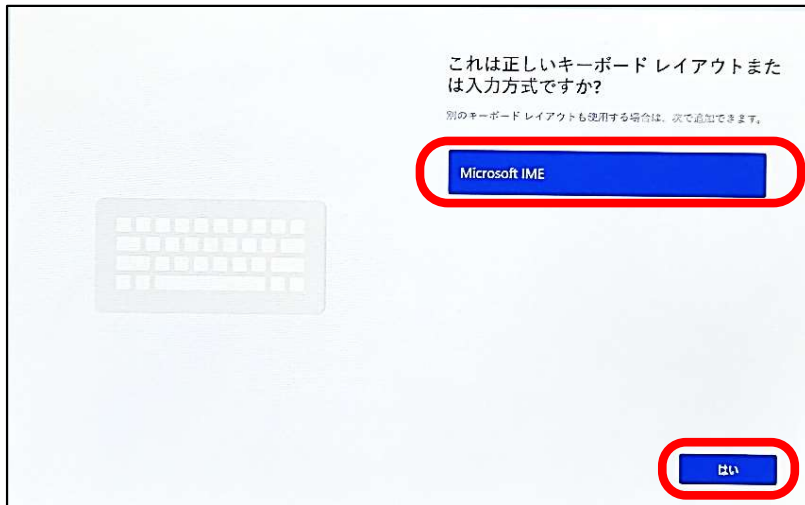 これは正しいキーボード レイアウトまた
は入力方式ですか?
別のキーボード レイアウトも使用する場合は、次で追加できます。
Microsoft IME
はい